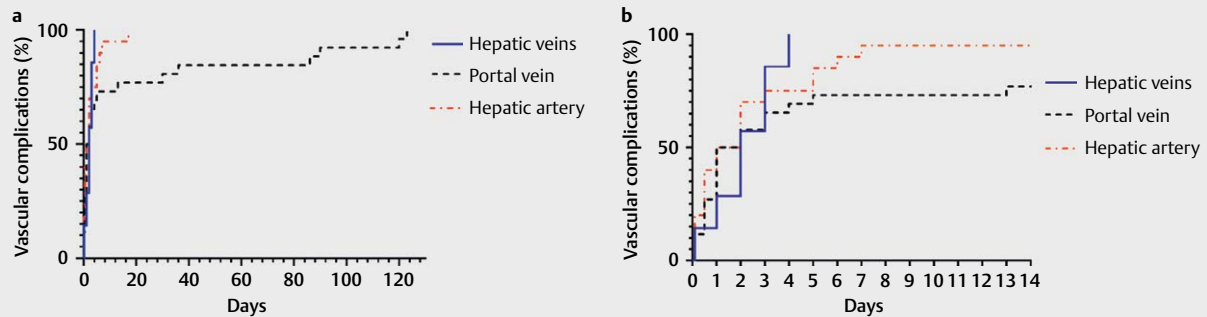 a
Vascular complications (%)
100
50
0
0 20 40 60 80 100 120
Days
Hepatic veins
Portal vein
Hepatic artery
b
Vascular complications (%)
100
50
0
0 1 2 3 4 5 6 7 8 9 10 11 12 13 14
Days
Hepatic veins
Portal vein
Hepatic artery